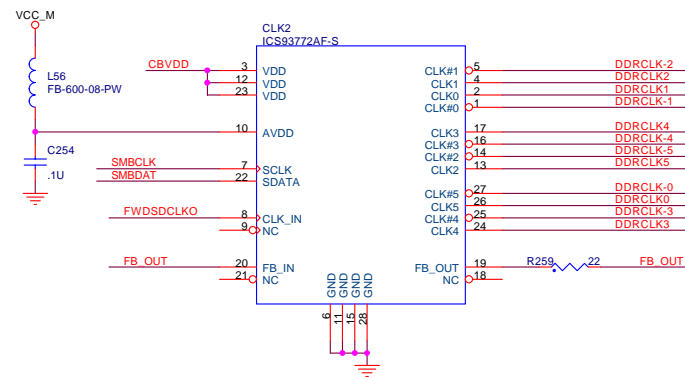 VCC_M
CLK2
ICS93772AF-S
L56
FB-600-08-PW
C254
.1U
CBVDD
3 VDD
12 VDD
23 VDD
10 AVDD
SMBCLK 7 SCLK
SMBDAT 22 SDATA
FWDSDCLKO 8 CLK_IN
9 NC
FB_OUT 20 FB_IN
21 NC
CLK#1 5 DDRCLK-2
CLK1 4 DDRCLK2
CLK0 2 DDRCLK1
CLK#0 1 DDRCLK-1
CLK3 17 DDRCLK4
CLK#3 16 DDRCLK-4
CLK#2 14 DDRCLK-5
CLK2 13 DDRCLK5
CLK#5 27 DDRCLK-0
CLK5 26 DDRCLK0
CLK#4 25 DDRCLK-3
CLK4 24 DDRCLK3
FB_OUT 19 R259 22 FB_OUT
NC 18
GND GND GND GND
6 11 15 28